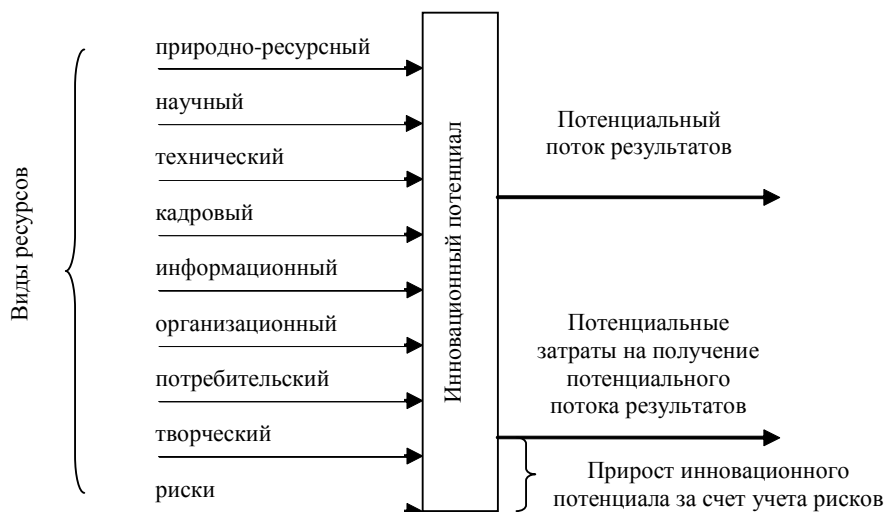 Виды ресурсов
природно-ресурсный
научный
технический
кадровый
информационный
организационный
потребительский
творческий
риски
Инновационный потенциал
Потенциальный
поток результатов
Потенциальные
затраты на получение
потенциального
потока результатов
Прирост инновационного
потенциала за счет учета рисков